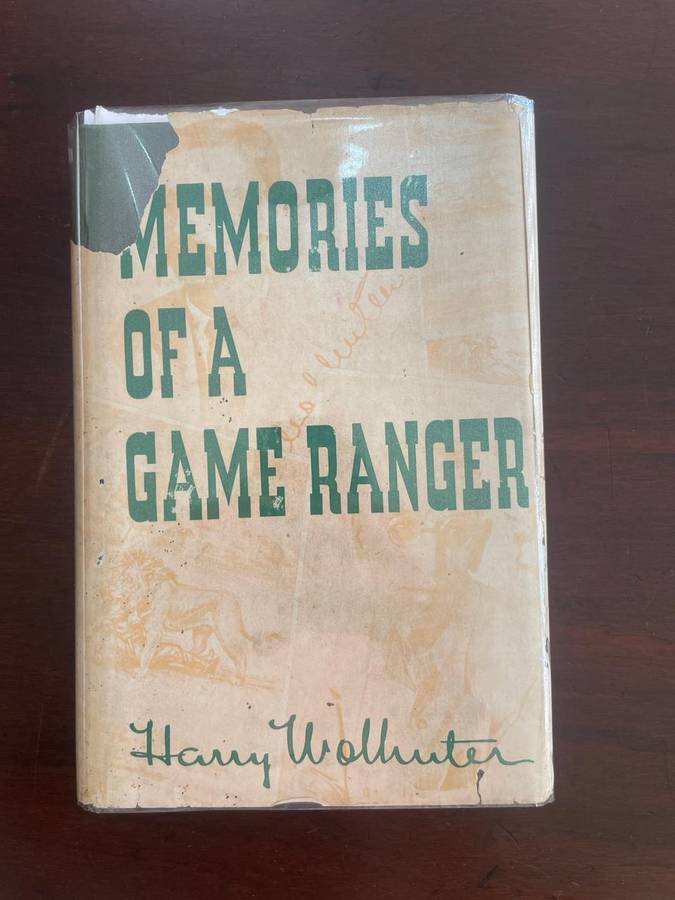 MEMORIES
OF A
GAME RANGER
Harry Wolhuter